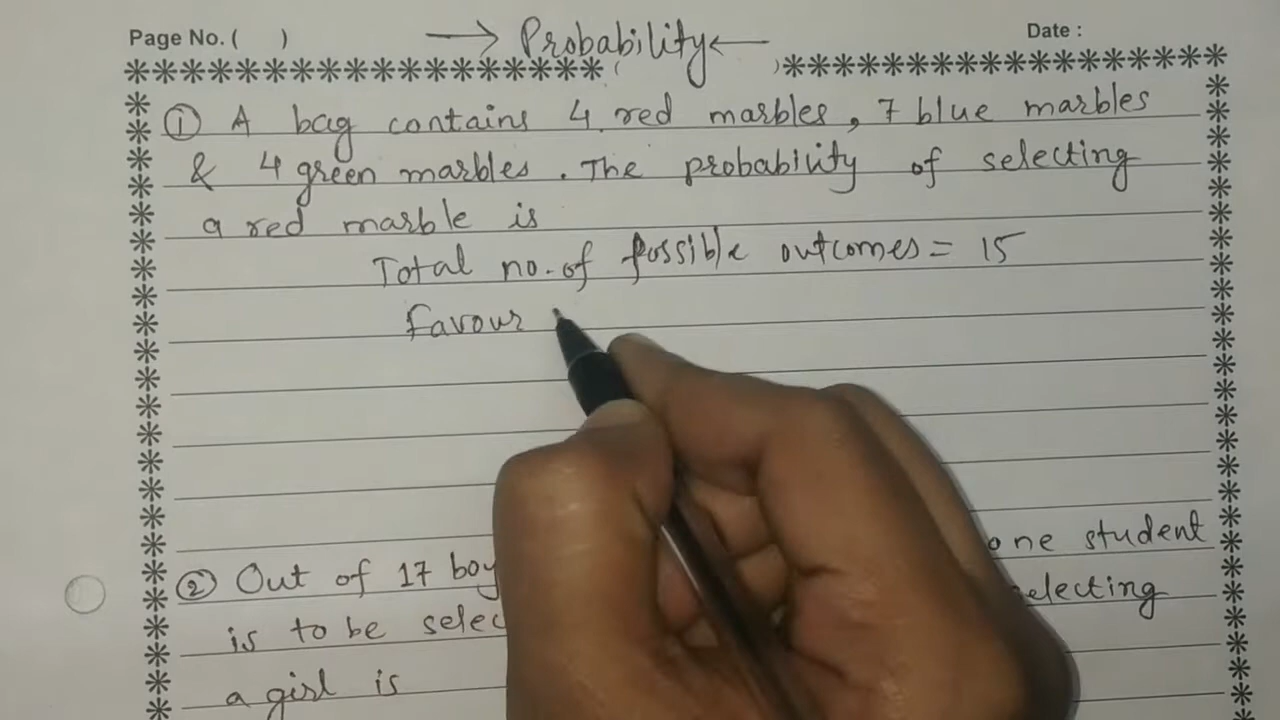 Page No. ( )
→ Probability ←
Date :
① A bag contains 4 red marbles, 7 blue marbles
& 4 green marbles. The probability of selecting
a red marble is
Total no. of possible outcomes = 15
Favour
② Out of 17 boy one student
is to be selec electing
a girl is